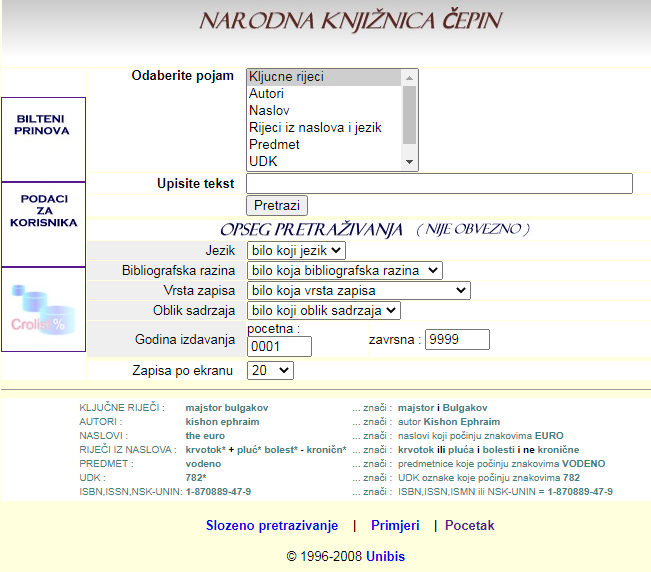 NARODNA KNJIŽNICA ČEPIN
Odaberite pojam
Kljucne rijeci
Autori
Naslov
Rijeci iz naslova i jezik
Predmet
UDK
BILTENI
PRINOVA
PODACI
ZA
KORISNIKA
Crolist %
Upisite tekst
Pretrazi
OPSEG PRETRAŽIVANJA ( NIJE OBVEZNO )
Jezik bilo koji jezik
Bibliografska razina bilo koja bibliografska razina
Vrsta zapisa bilo koja vrsta zapisa
Oblik sadrzaja bilo koji oblik sadrzaja
Godina izdavanja pocetna : 0001 zavrsna : 9999
Zapisa po ekranu 20
KLJUČNE RIJEČI : majstor bulgakov ... znači : majstor i Bulgakov
AUTORI : kishon ephraim ... znači : autor Kishon Ephraim
NASLOVI : the euro ... znači : naslovi koji počinju znakovima EURO
RIJEČI IZ NASLOVA : krvotok* + pluć* bolest* - kroničn* ... znači : krvotok ili pluća i bolesti i ne kronične
PREDMET : vodeno ... znači : predmetnice koje počinju znakovima VODENO
UDK : 782* ... znači : UDK oznake koje počinju znakovima 782
ISBN,ISSN,NSK-UNIN: 1-870889-47-9 ... znači : ISBN,ISSN,ISMN ili NSK-UNIN = 1-870889-47-9
Slozeno pretrazivanje | Primjeri | Pocetak
© 1996-2008 Unibis